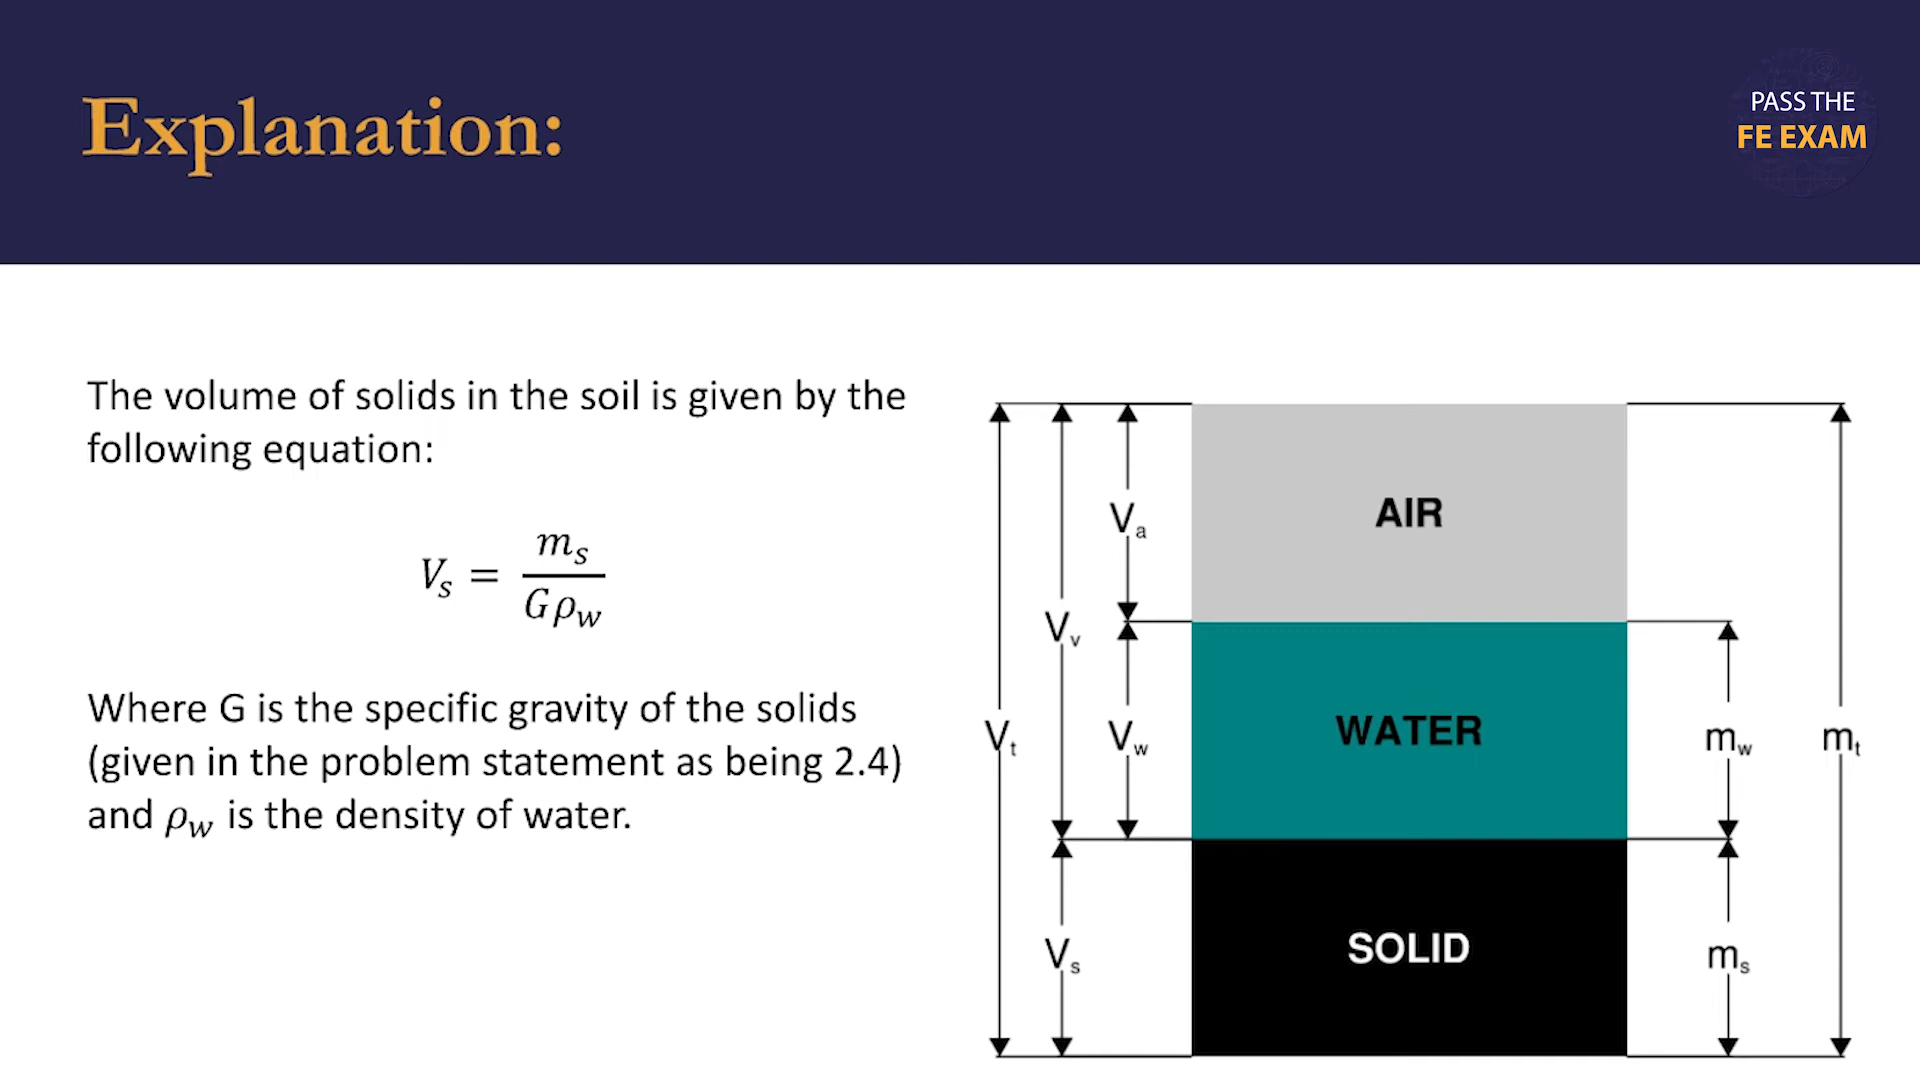 Explanation:
PASS THE
FE EXAM
The volume of solids in the soil is given by the
following equation:
V_s = m_s / Gρ_w
Where G is the specific gravity of the solids
(given in the problem statement as being 2.4)
and ρ_w is the density of water.
AIR
V_a
V_v
V_t
V_w
WATER
m_w
m_t
V_s
SOLID
m_s